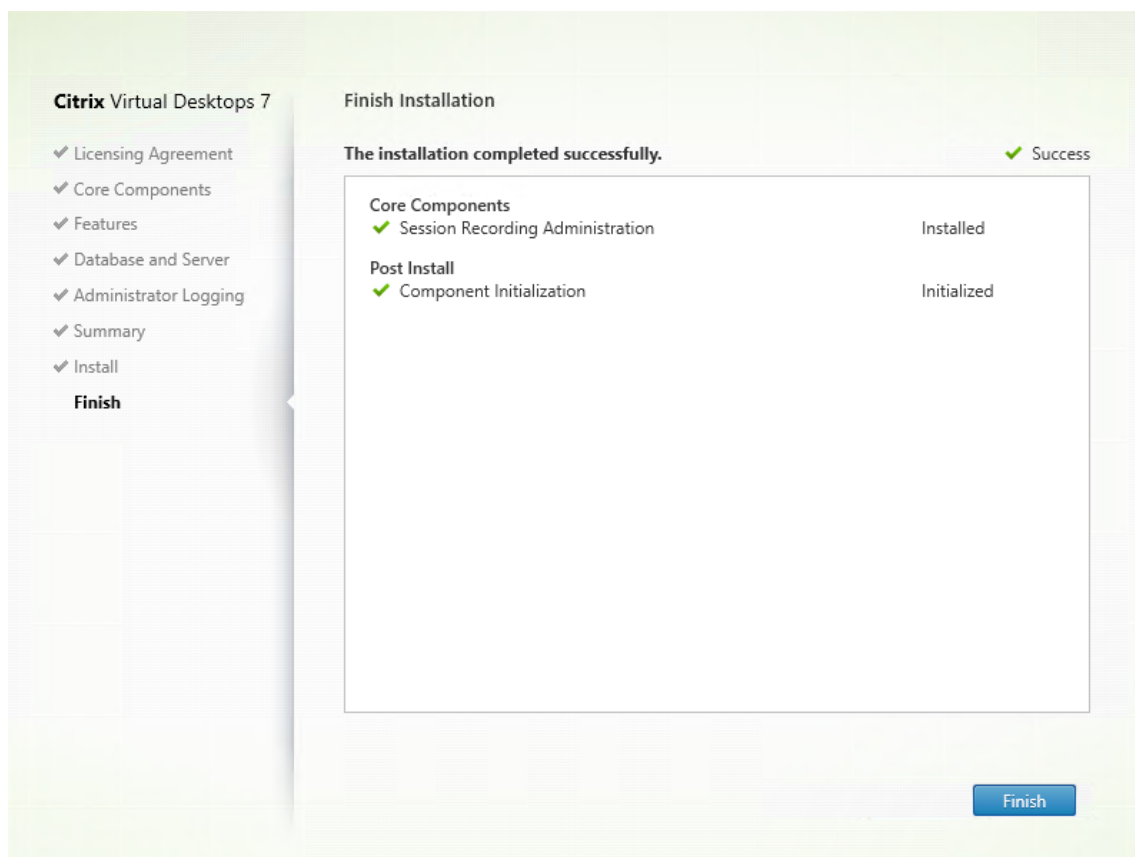 Citrix Virtual Desktops 7
✔ Licensing Agreement
✔ Core Components
✔ Features
✔ Database and Server
✔ Administrator Logging
✔ Summary
✔ Install
Finish
Finish Installation
The installation completed successfully. ✔ Success
Core Components
✔ Session Recording Administration Installed
Post Install
✔ Component Initialization Initialized
Finish